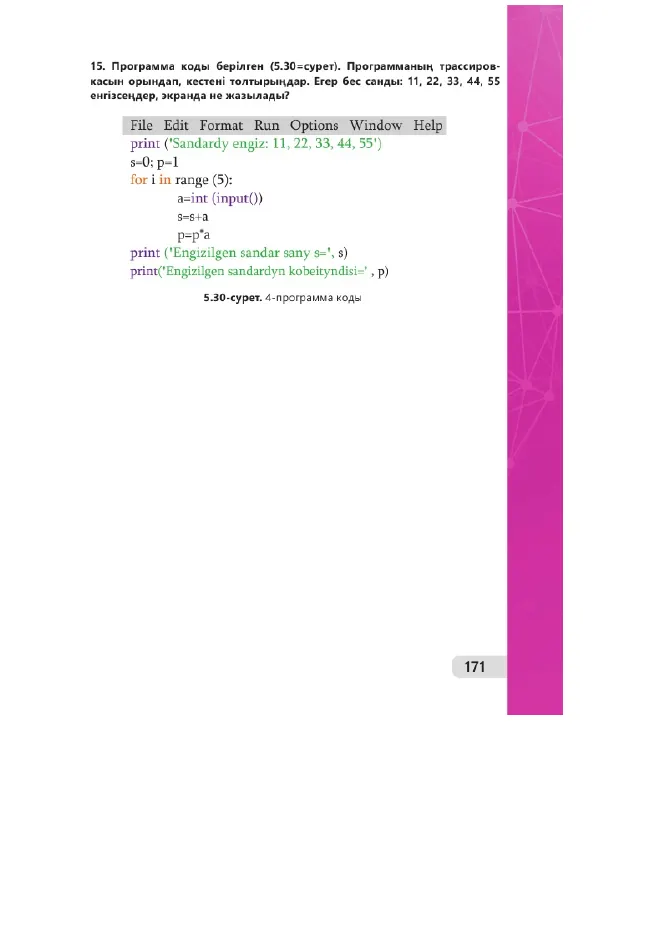 15. Программа коды берілген (5.30=сурет). Программаның трассиров-
касын орындап, кестені толтырыңдар. Егер бес санды: 11, 22, 33, 44, 55
енгізсеңдер, экранда не жазылады?
File Edit Format Run Options Window Help
print ('Sandardy engiz: 11, 22, 33, 44, 55')
s=0; p=1
for i in range (5):
a=int (input())
s=s+a
p=p*a
print ('Engizilgen sandar sany s=', s)
print('Engizilgen sandardyn kobeityndisi=' , p)
5.30-сурет. 4-программа коды
171